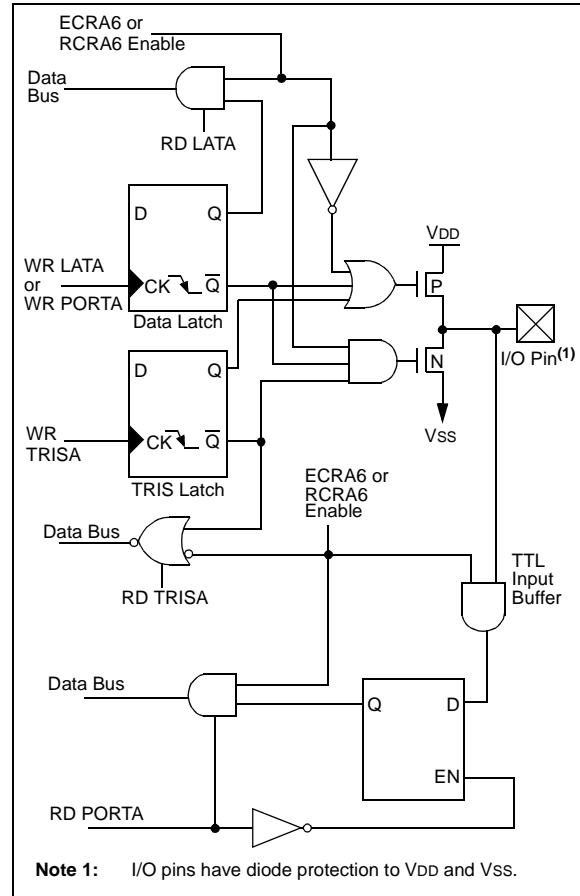 ECRA6 or
RCRA6 Enable
Data
Bus
RD LATA
D Q
VDD
WR LATA
or
WR PORTA
CK Q
P
Data Latch
I/O Pin(1)
D Q
N
VSS
WR
TRISA
CK Q
TRIS Latch
ECRA6 or
RCRA6
Enable
Data Bus
TTL
Input
Buffer
RD TRISA
Data Bus
Q D
EN
RD PORTA
Note 1: I/O pins have diode protection to VDD and VSS.